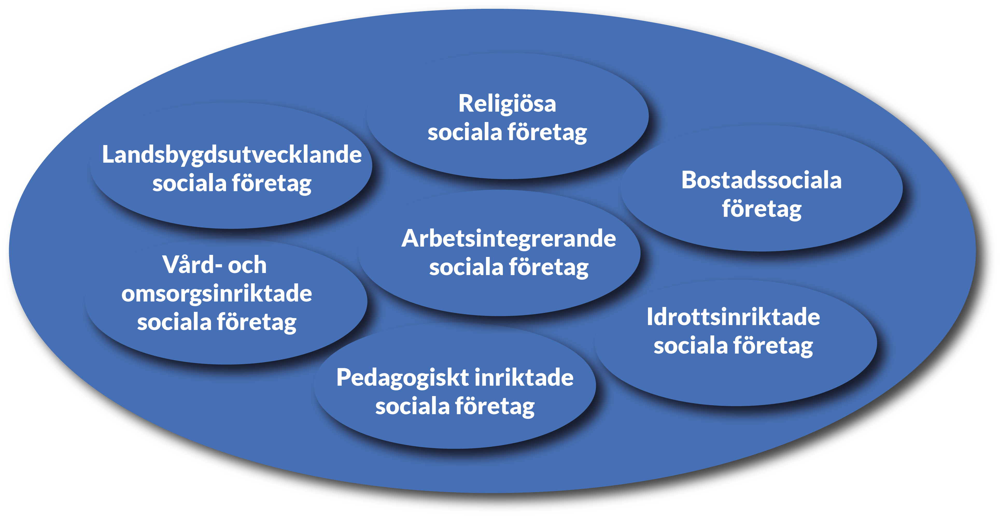 Religiösa
sociala företag
Landsbygdsutvecklande
sociala företag
Bostadssociala
företag
Arbetsintegrerande
sociala företag
Vård- och
omsorgsinriktade
sociala företag
Idrottsinriktade
sociala företag
Pedagogiskt inriktade
sociala företag